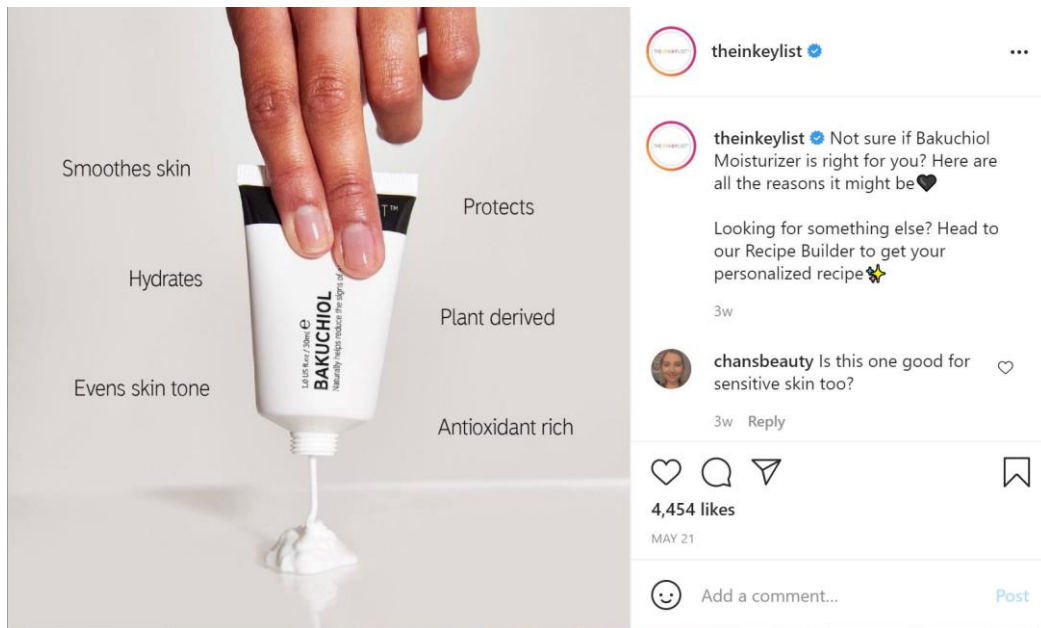 Smoothes skin
Protects
Hydrates
Plant derived
Evens skin tone
Antioxidant rich
T™
1.0 US fl.oz / 30ml e
BAKUCHIOL
Naturally helps reduce the signs of
theinkeylist
theinkeylist Not sure if Bakuchiol
Moisturizer is right for you? Here are
all the reasons it might be🖤
Looking for something else? Head to
our Recipe Builder to get your
personalized recipe✨
3w
chansbeauty Is this one good for
sensitive skin too?
3w Reply
4,454 likes
MAY 21
Add a comment... Post